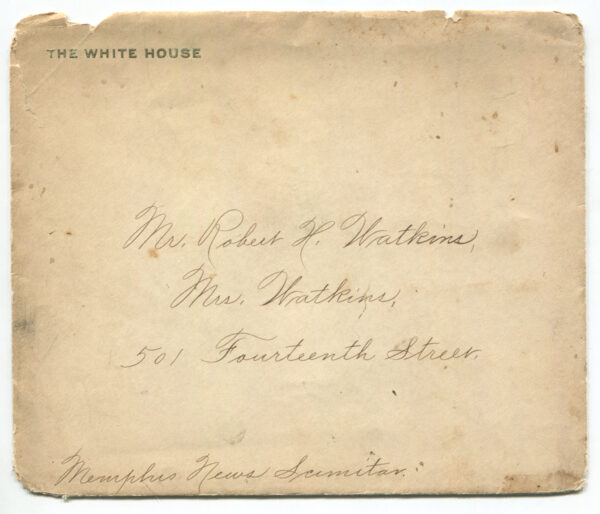 THE WHITE HOUSE
Mr. Robert H. Watkins,
Mrs. Watkins,
501 Fourteenth Street.
Memphis News Scimitar.